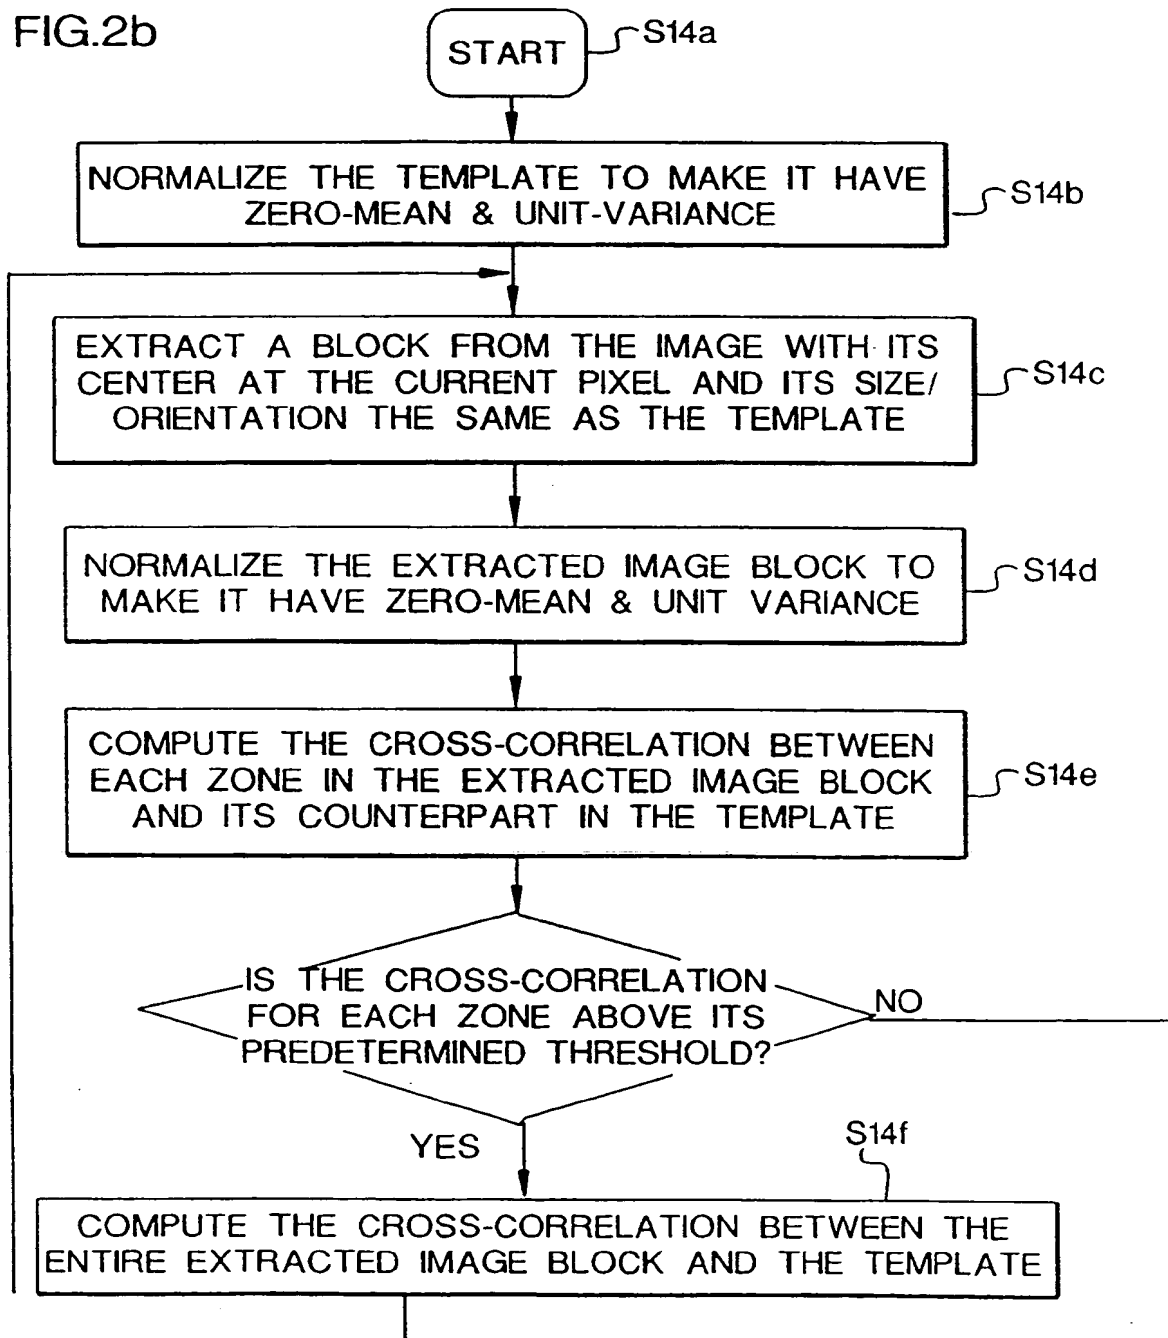 FIG.2b
START
S14a
NORMALIZE THE TEMPLATE TO MAKE IT HAVE
ZERO-MEAN & UNIT-VARIANCE
S14b
EXTRACT A BLOCK FROM THE IMAGE WITH ITS
CENTER AT THE CURRENT PIXEL AND ITS SIZE/
ORIENTATION THE SAME AS THE TEMPLATE
S14c
NORMALIZE THE EXTRACTED IMAGE BLOCK TO
MAKE IT HAVE ZERO-MEAN & UNIT VARIANCE
S14d
COMPUTE THE CROSS-CORRELATION BETWEEN
EACH ZONE IN THE EXTRACTED IMAGE BLOCK
AND ITS COUNTERPART IN THE TEMPLATE
S14e
IS THE CROSS-CORRELATION
FOR EACH ZONE ABOVE ITS
PREDETERMINED THRESHOLD?
NO
YES
S14f
COMPUTE THE CROSS-CORRELATION BETWEEN THE
ENTIRE EXTRACTED IMAGE BLOCK AND THE TEMPLATE